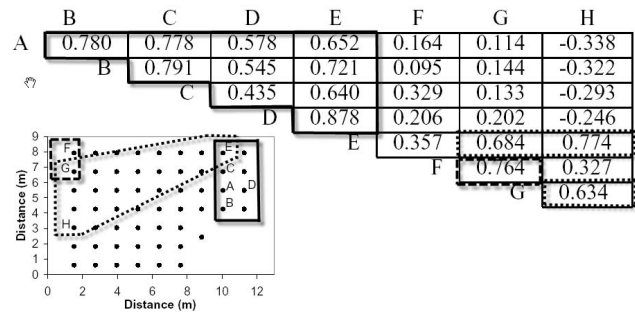 B C D E F G H
A 0.780 0.778 0.578 0.652 0.164 0.114 -0.338
B 0.791 0.545 0.721 0.095 0.144 -0.322
C 0.435 0.640 0.329 0.133 -0.293
D 0.878 0.206 0.202 -0.246
E 0.357 0.684 0.774
F 0.764 0.327
G 0.634
9
8
7
6
5
4
3
2
1
0
Distance (m)
F
G
H
E
C
A D
B
0 2 4 6 8 10 12
Distance (m)